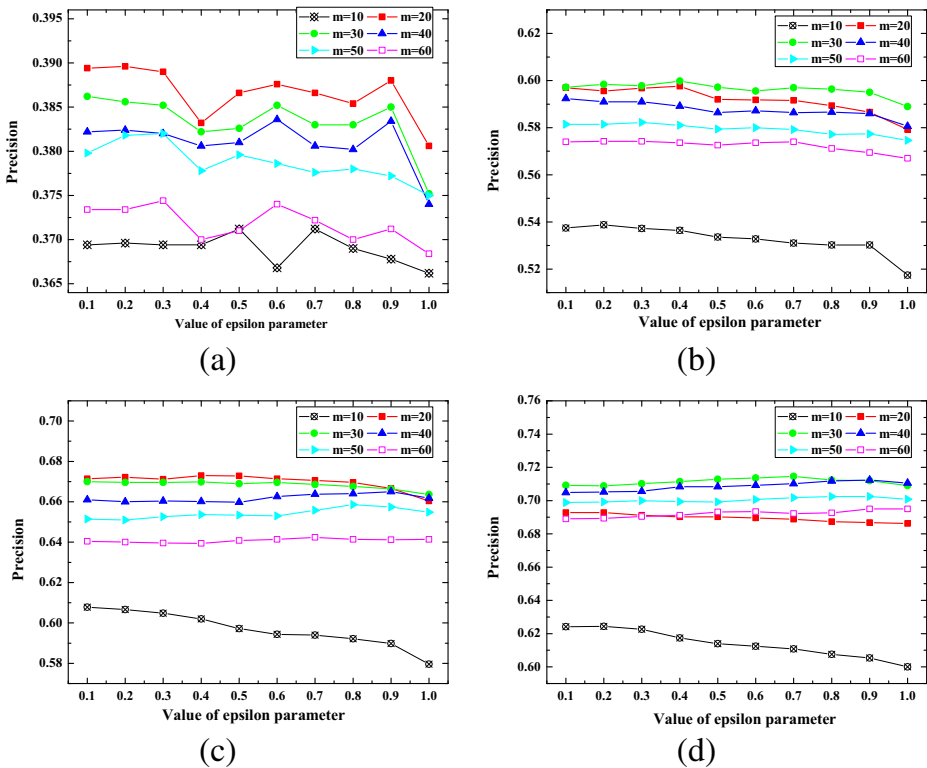 0.395
0.390
0.385
0.380
0.375
0.370
0.365
Precision
m=10 m=20
m=30 m=40
m=50 m=60
0.1 0.2 0.3 0.4 0.5 0.6 0.7 0.8 0.9 1.0
Value of epsilon parameter
(a)
0.62
0.60
0.58
0.56
0.54
0.52
Precision
m=10 m=20
m=30 m=40
m=50 m=60
0.1 0.2 0.3 0.4 0.5 0.6 0.7 0.8 0.9 1.0
Value of epsilon parameter
(b)
0.70
0.68
0.66
0.64
0.62
0.60
0.58
Precision
m=10 m=20
m=30 m=40
m=50 m=60
0.1 0.2 0.3 0.4 0.5 0.6 0.7 0.8 0.9 1.0
Value of epsilon parameter
(c)
0.76
0.74
0.72
0.70
0.68
0.66
0.64
0.62
0.60
Precision
m=10 m=20
m=30 m=40
m=50 m=60
0.1 0.2 0.3 0.4 0.5 0.6 0.7 0.8 0.9 1.0
Value of epsilon parameter
(d)